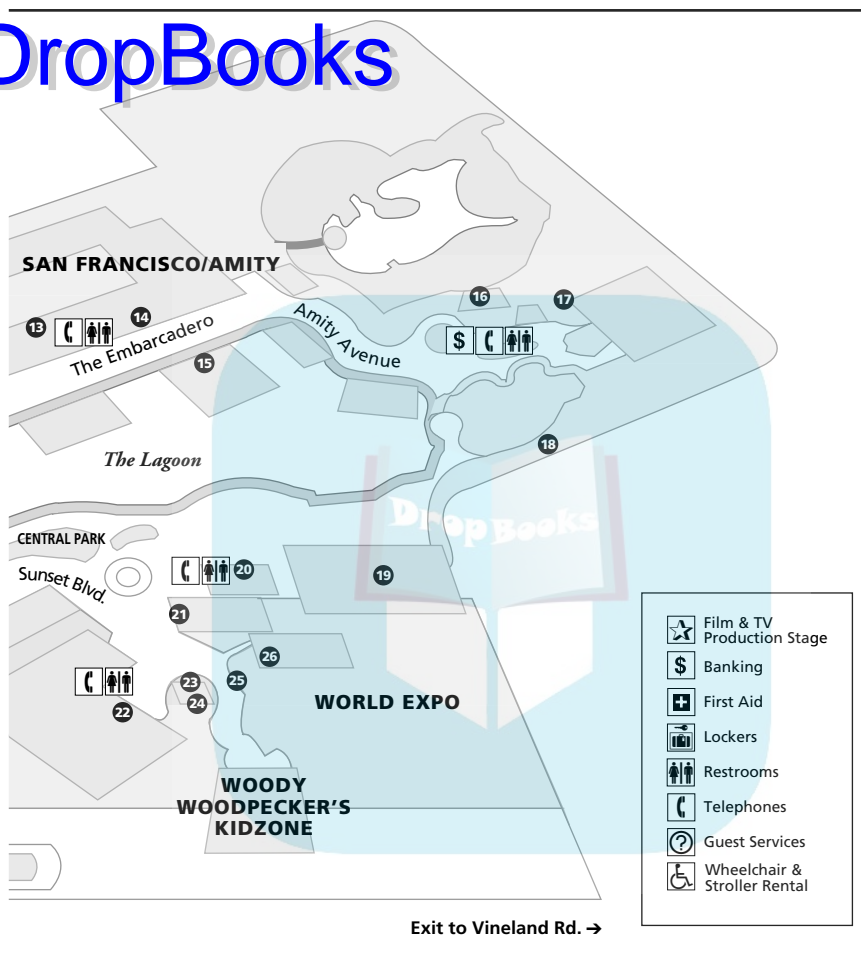 DropBooks
SAN FRANCISCO/AMITY
16
17
13
14
The Embarcadero
Amity Avenue
$
15
18
The Lagoon
DropBooks
CENTRAL PARK
Sunset Blvd.
20
19
21
26
23
25
24
22
WORLD EXPO
WOODY
WOODPECKER'S
KIDZONE
Film & TV
Production Stage
$ Banking
First Aid
Lockers
Restrooms
Telephones
? Guest Services
Wheelchair &
Stroller Rental
Exit to Vineland Rd. →